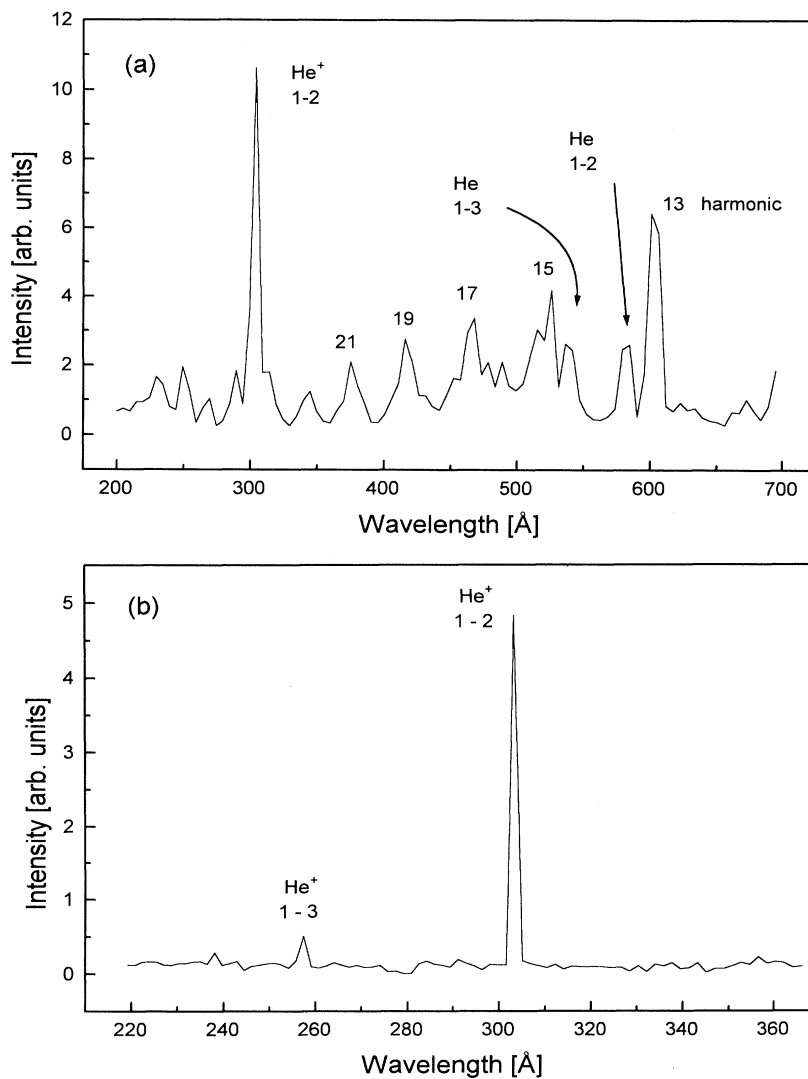 (a)
Intensity [arb. units]
12
10
8
6
4
2
0
He+
1-2
21
19
17
15
He
1-3
He
1-2
13 harmonic
200 300 400 500 600 700
Wavelength [Å]
(b)
Intensity [arb. units]
5
4
3
2
1
0
He+
1 - 3
He+
1 - 2
220 240 260 280 300 320 340 360
Wavelength [Å]